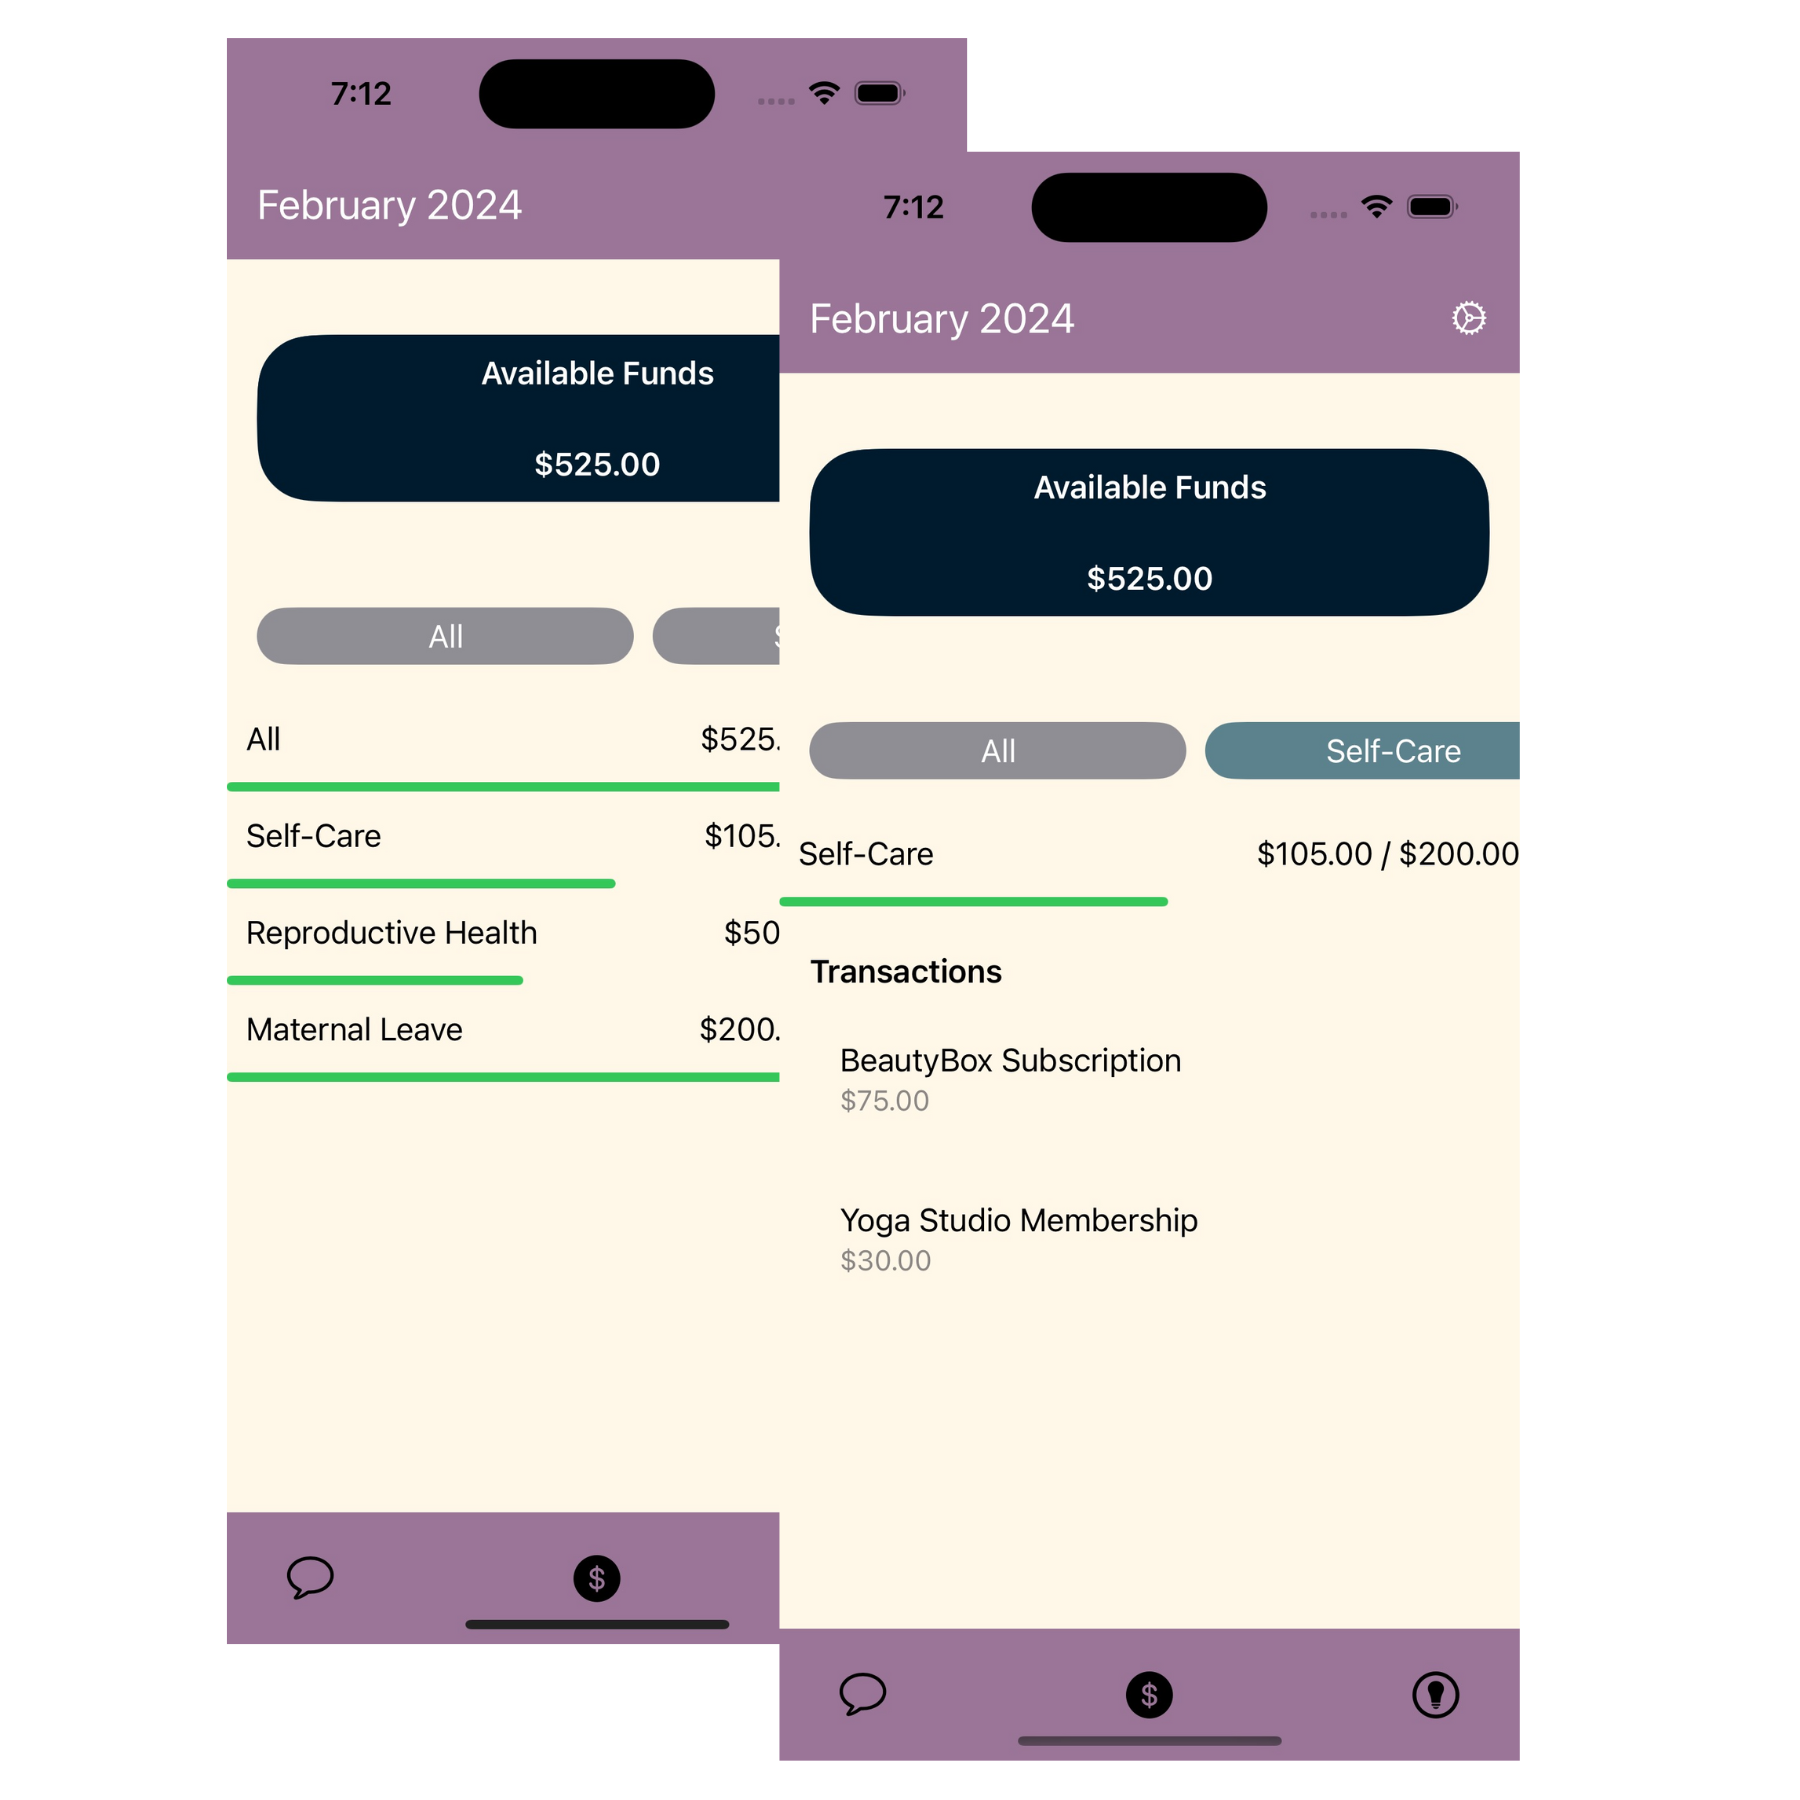 7:12
February 2024
Available Funds
$525.00
All
All $525.
Self-Care $105.
Reproductive Health $50
Maternal Leave $200.
$
7:12
February 2024
Available Funds
$525.00
All Self-Care
Self-Care $105.00 / $200.00
Transactions
BeautyBox Subscription
$75.00
Yoga Studio Membership
$30.00
$